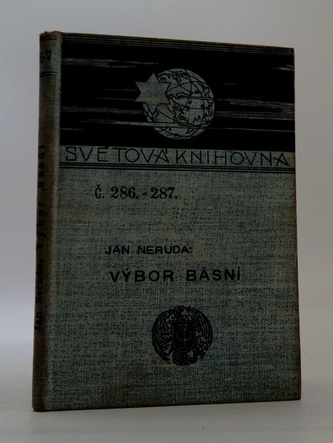 SVĚTOVÁ KNIHOVNA
Č. 286.-287.
JAN NERUDA:
VÝBOR BÁSNÍ